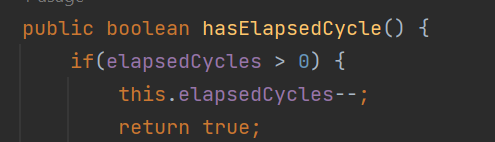 public boolean hasElapsedCycle() {
if(elapsedCycles > 0) {
this.elapsedCycles--;
return true;